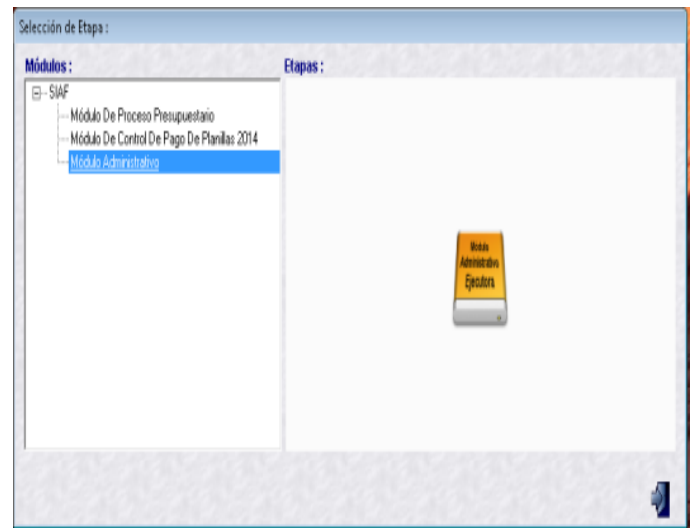 Selección de Etapa :
Módulos :
Etapas :
SIAF
Módulo De Proceso Presupuestario
Módulo De Control De Pago De Planillas 2014
Módulo Administrativo
Modulo
Administrativo
Ejecutora